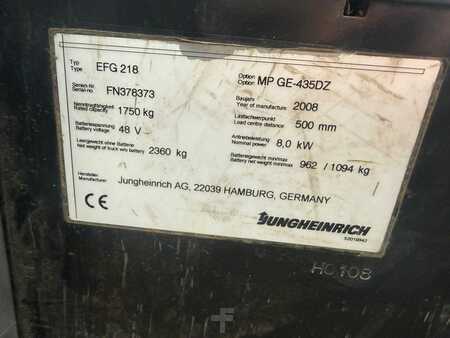 Typ
Type EFG 218 Option
Option MP GE-435DZ
Serien-Nr.
Serial no FN378373 Baujahr
Year of manufacture 2008
Nenntragfähigkeit
Rated capacity 1750 kg Lastschwerpunkt
Load centre distance 500 mm
Batteriespannung
Battery voltage 48 V Antriebsleistung
Nominal power 8,0 kW
Leergewicht ohne Batterie
net weight of truck w/o battery 2360 kg Batteriegewicht min/max
Battery net weight min/max 962 / 1094 kg
Hersteller
Manufacturer Jungheinrich AG, 22039 HAMBURG, GERMANY
CE JUNGHEINRICH
H0108